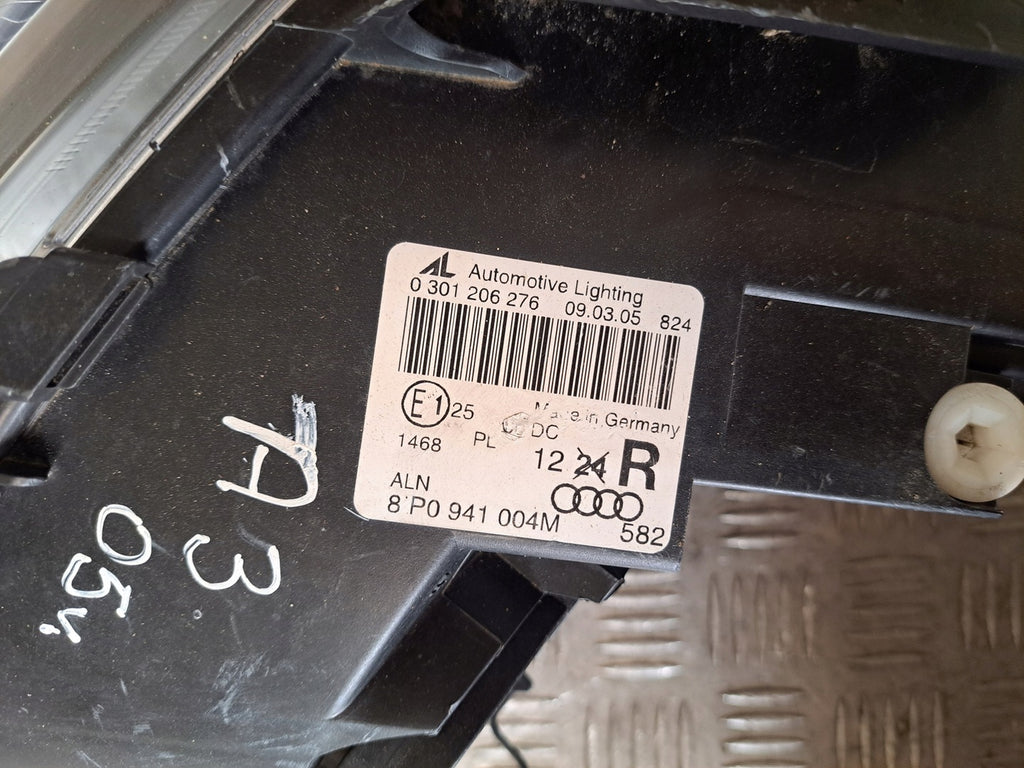 AL Automotive Lighting
0 301 206 276 09.03.05 824
E1 25 Made in Germany
1468 PL DC
12 24 R
ALN
8P0 941 004M 582
A3
05